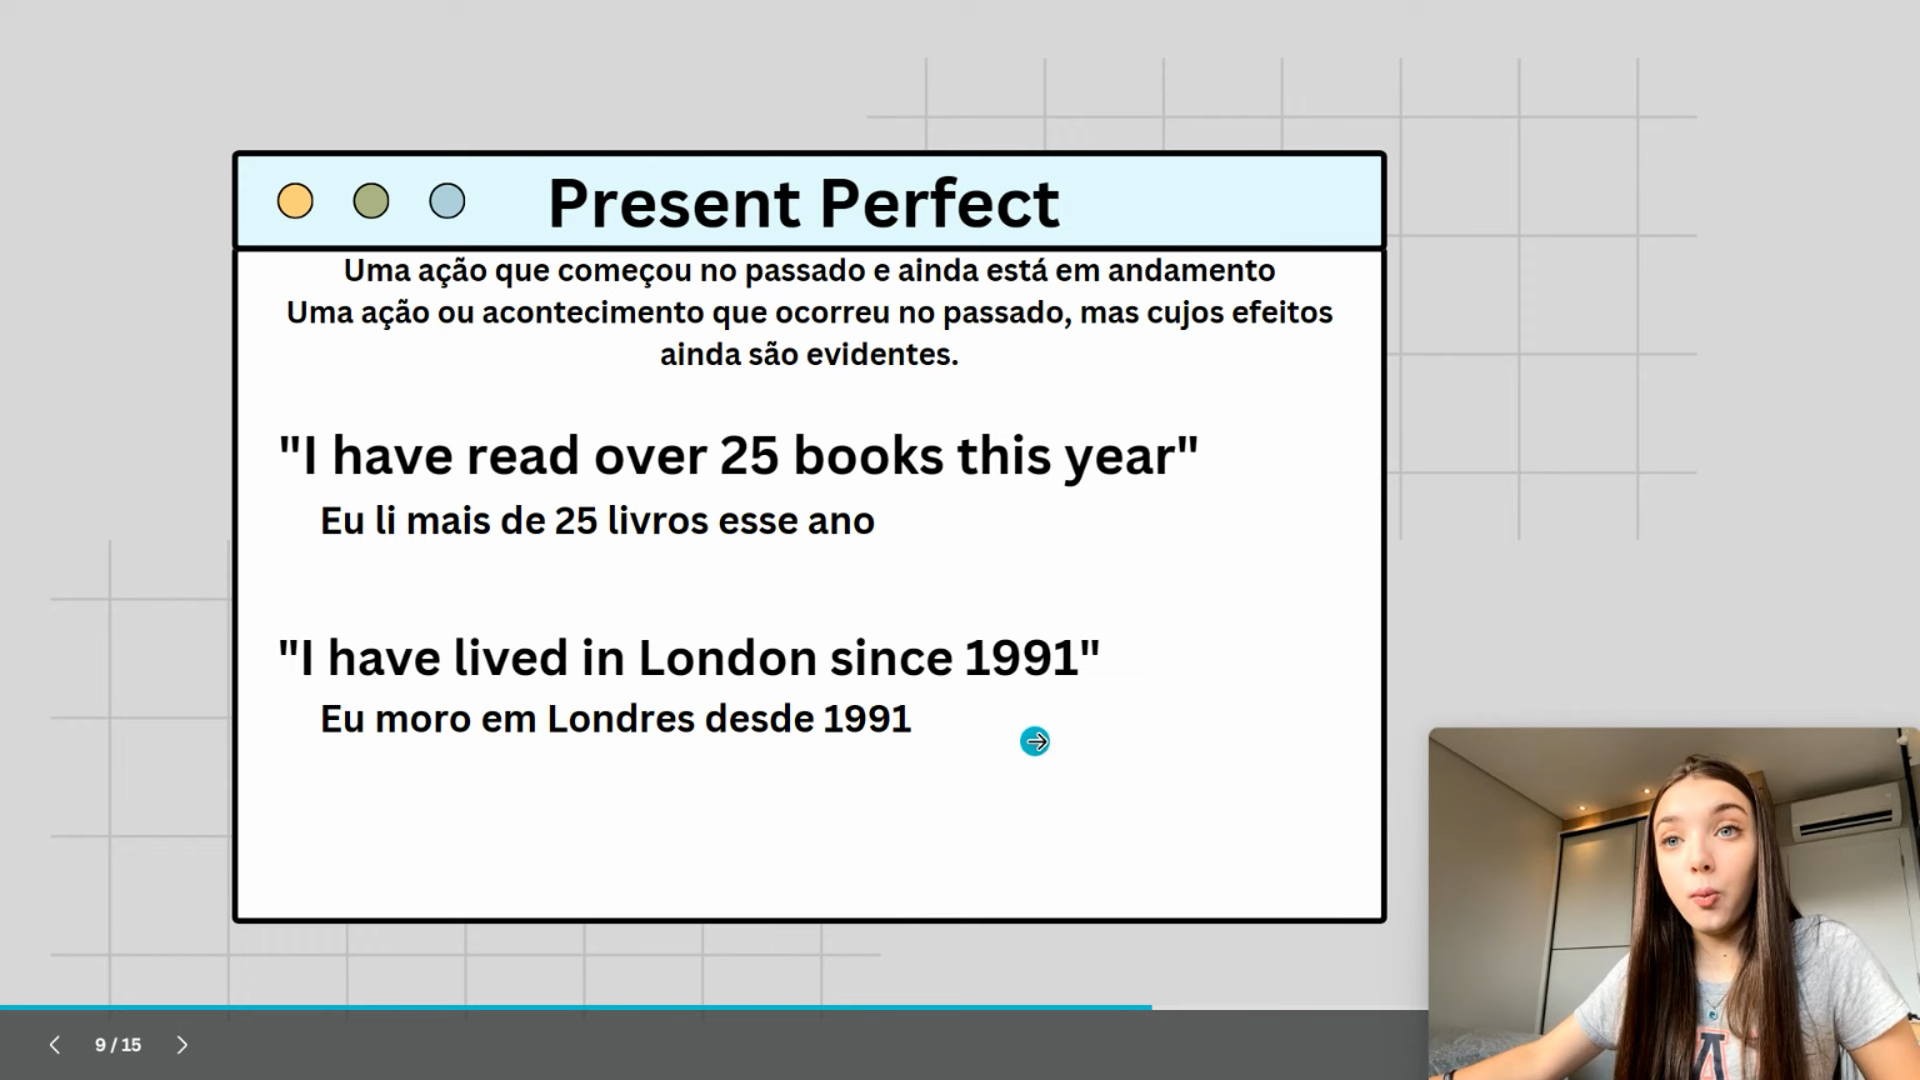 Present Perfect
Uma ação que começou no passado e ainda está em andamento
Uma ação ou acontecimento que ocorreu no passado, mas cujos efeitos
ainda são evidentes.
"I have read over 25 books this year"
Eu li mais de 25 livros esse ano
"I have lived in London since 1991"
Eu moro em Londres desde 1991
9 / 15